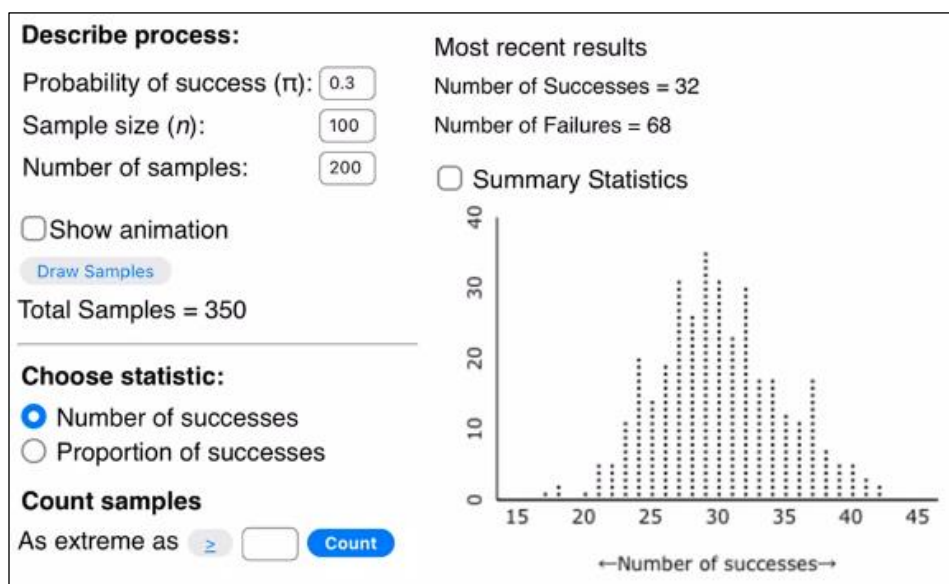 Describe process:
Probability of success (π): 0.3
Sample size (n): 100
Number of samples: 200
Show animation
Draw Samples
Total Samples = 350
Choose statistic:
Number of successes
Proportion of successes
Count samples
As extreme as ≥ Count
Most recent results
Number of Successes = 32
Number of Failures = 68
Summary Statistics
40
30
20
10
0
15 20 25 30 35 40 45
←Number of successes→